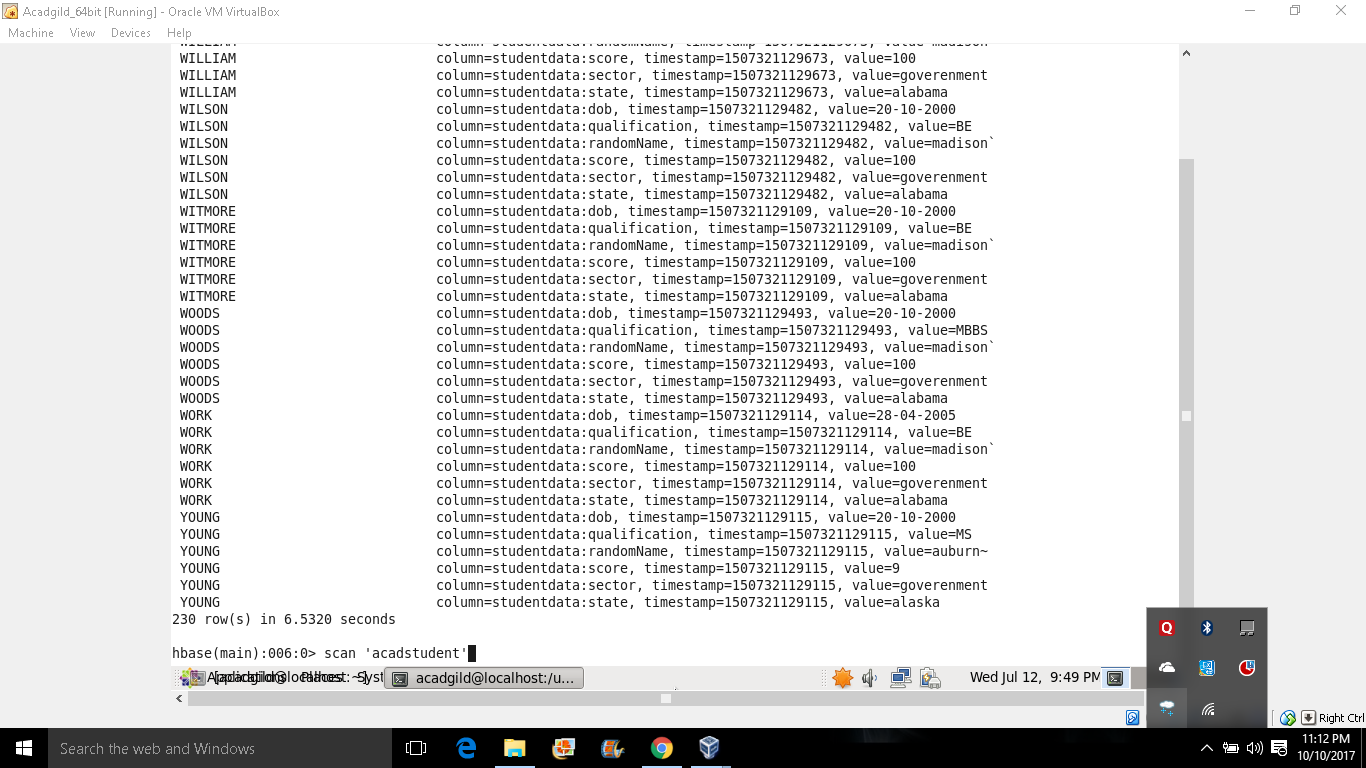 Acadgild_64bit [Running] - Oracle VM VirtualBox
Machine View Devices Help
WILLIAM column=studentdata:randomName, timestamp=1507321129673, value=madison`
WILLIAM column=studentdata:score, timestamp=1507321129673, value=100
WILLIAM column=studentdata:sector, timestamp=1507321129673, value=goverenment
WILLIAM column=studentdata:state, timestamp=1507321129673, value=alabama
WILSON column=studentdata:dob, timestamp=1507321129482, value=20-10-2000
WILSON column=studentdata:qualification, timestamp=1507321129482, value=BE
WILSON column=studentdata:randomName, timestamp=1507321129482, value=madison`
WILSON column=studentdata:score, timestamp=1507321129482, value=100
WILSON column=studentdata:sector, timestamp=1507321129482, value=goverenment
WILSON column=studentdata:state, timestamp=1507321129482, value=alabama
WITMORE column=studentdata:dob, timestamp=1507321129109, value=20-10-2000
WITMORE column=studentdata:qualification, timestamp=1507321129109, value=BE
WITMORE column=studentdata:randomName, timestamp=1507321129109, value=madison`
WITMORE column=studentdata:score, timestamp=1507321129109, value=100
WITMORE column=studentdata:sector, timestamp=1507321129109, value=goverenment
WITMORE column=studentdata:state, timestamp=1507321129109, value=alabama
WOODS column=studentdata:dob, timestamp=1507321129493, value=20-10-2000
WOODS column=studentdata:qualification, timestamp=1507321129493, value=MBBS
WOODS column=studentdata:randomName, timestamp=1507321129493, value=madison`
WOODS column=studentdata:score, timestamp=1507321129493, value=100
WOODS column=studentdata:sector, timestamp=1507321129493, value=goverenment
WOODS column=studentdata:state, timestamp=1507321129493, value=alabama
WORK column=studentdata:dob, timestamp=1507321129114, value=28-04-2005
WORK column=studentdata:qualification, timestamp=1507321129114, value=BE
WORK column=studentdata:randomName, timestamp=1507321129114, value=madison`
WORK column=studentdata:score, timestamp=1507321129114, value=100
WORK column=studentdata:sector, timestamp=1507321129114, value=goverenment
WORK column=studentdata:state, timestamp=1507321129114, value=alabama
YOUNG column=studentdata:dob, timestamp=1507321129115, value=20-10-2000
YOUNG column=studentdata:qualification, timestamp=1507321129115, value=MS
YOUNG column=studentdata:randomName, timestamp=1507321129115, value=auburn~
YOUNG column=studentdata:score, timestamp=1507321129115, value=9
YOUNG column=studentdata:sector, timestamp=1507321129115, value=goverenment
YOUNG column=studentdata:state, timestamp=1507321129115, value=alaska
230 row(s) in 6.5320 seconds
hbase(main):006:0> scan 'acadstudent'
acadgild@localhost:/u...
Wed Jul 12, 9:49 PM
Right Ctrl
Search the web and Windows
11:12 PM
10/10/2017